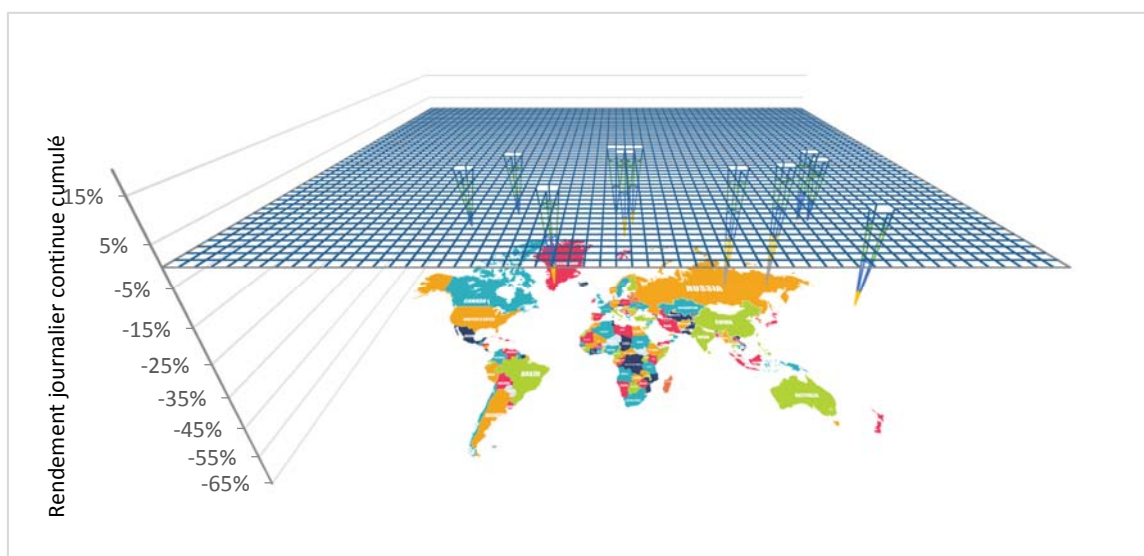 Rendement journalier continue cumulé
15%
5%
-5%
-15%
-25%
-35%
-45%
-55%
-65%
RUSSIA
CANADA
CHINA
BRAZIL
AUSTRALIA